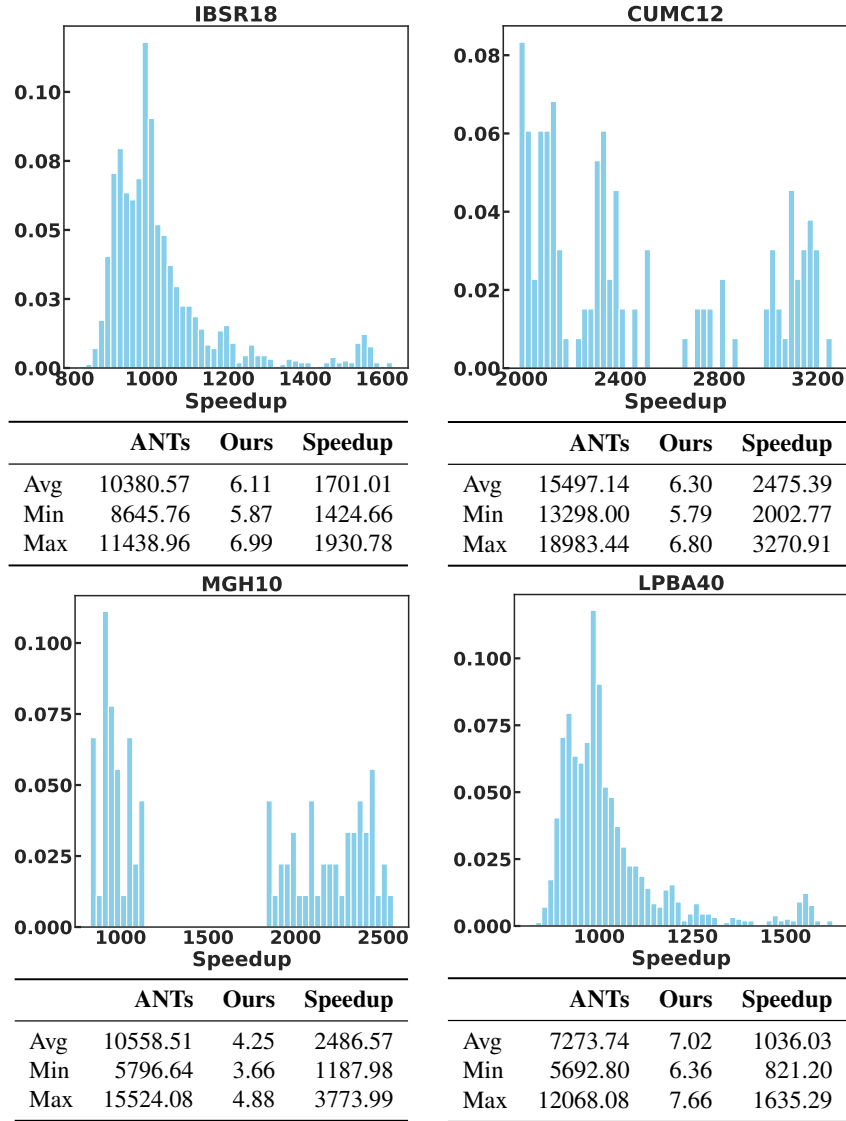 IBSR18
0.10
0.08
0.05
0.03
0.00
800 1000 1200 1400 1600
Speedup
ANTs Ours Speedup
Avg 10380.57 6.11 1701.01
Min 8645.76 5.87 1424.66
Max 11438.96 6.99 1930.78
CUMC12
0.08
0.06
0.04
0.02
0.00
2000 2400 2800 3200
Speedup
ANTs Ours Speedup
Avg 15497.14 6.30 2475.39
Min 13298.00 5.79 2002.77
Max 18983.44 6.80 3270.91
MGH10
0.100
0.075
0.050
0.025
0.000
1000 1500 2000 2500
Speedup
ANTs Ours Speedup
Avg 10558.51 4.25 2486.57
Min 5796.64 3.66 1187.98
Max 15524.08 4.88 3773.99
LPBA40
0.100
0.075
0.050
0.025
0.000
1000 1250 1500
Speedup
ANTs Ours Speedup
Avg 7273.74 7.02 1036.03
Min 5692.80 6.36 821.20
Max 12068.08 7.66 1635.29